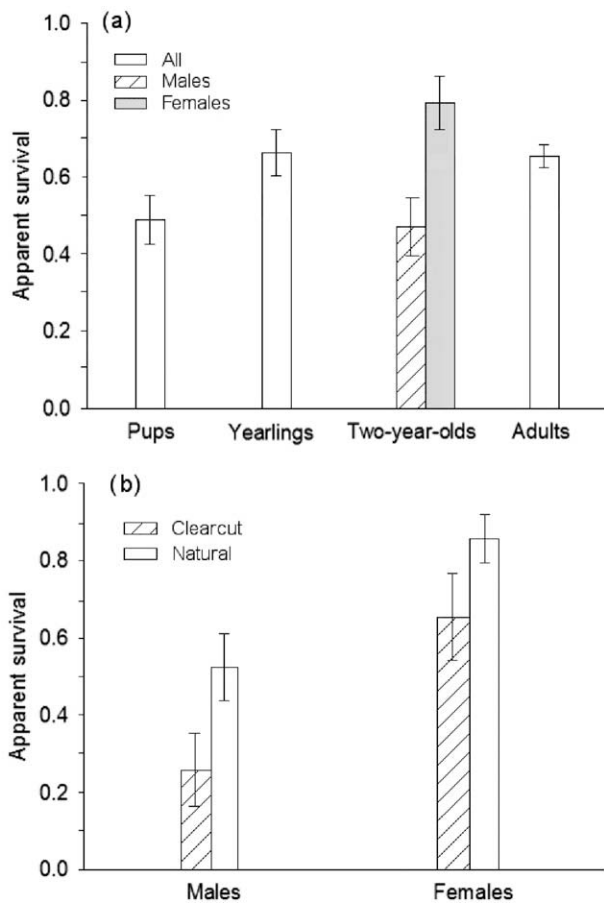 (a)
All
Males
Females
Apparent survival
1.0
0.8
0.6
0.4
0.2
0.0
Pups Yearlings Two-year-olds Adults
(b)
Clearcut
Natural
Apparent survival
1.0
0.8
0.6
0.4
0.2
0.0
Males Females